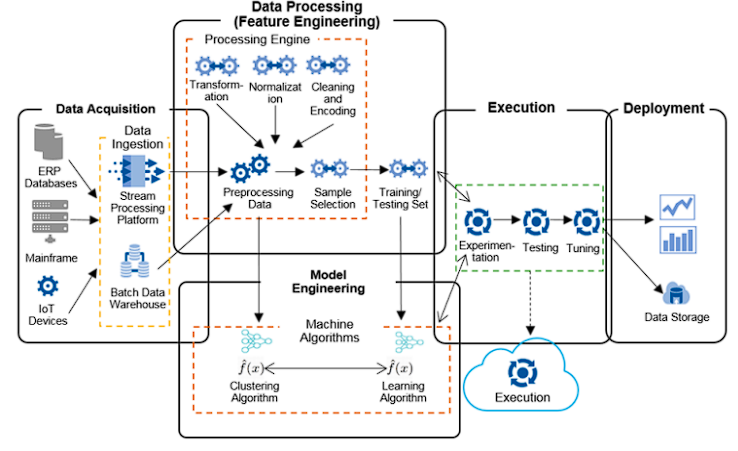 Data Processing
(Feature Engineering)
Processing Engine
Transform-
ation
Normalizat
ion
Cleaning
and
Encoding
Data Acquisition
Execution
Deployment
Data
Ingestion
ERP
Databases
Stream
Processing
Platform
Preprocessing
Data
Sample
Selection
Training/
Testing Set
Mainframe
Experimen-
tation
Testing
Tuning
Batch Data
Warehouse
IoT
Devices
Model
Engineering
Data Storage
Machine
Algorithms
f̂(x)
f̂(x)
Clustering
Algorithm
Learning
Algorithm
Execution